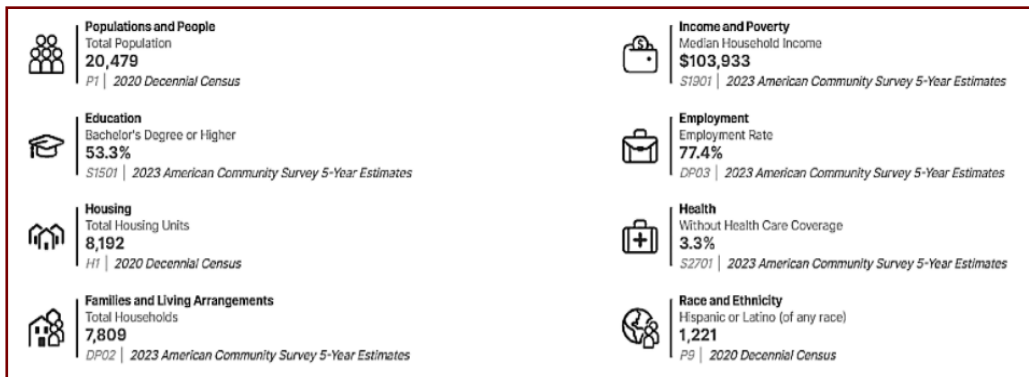 Populations and People
Total Population
20,479
P1 | 2020 Decennial Census
Education
Bachelor's Degree or Higher
53.3%
S1501 | 2023 American Community Survey 5-Year Estimates
Housing
Total Housing Units
8,192
H1 | 2020 Decennial Census
Families and Living Arrangements
Total Households
7,809
DP02 | 2023 American Community Survey 5-Year Estimates
Income and Poverty
Median Household Income
$103,933
S1901 | 2023 American Community Survey 5-Year Estimates
Employment
Employment Rate
77.4%
DP03 | 2023 American Community Survey 5-Year Estimates
Health
Without Health Care Coverage
3.3%
S2701 | 2023 American Community Survey 5-Year Estimates
Race and Ethnicity
Hispanic or Latino (of any race)
1,221
P9 | 2020 Decennial Census